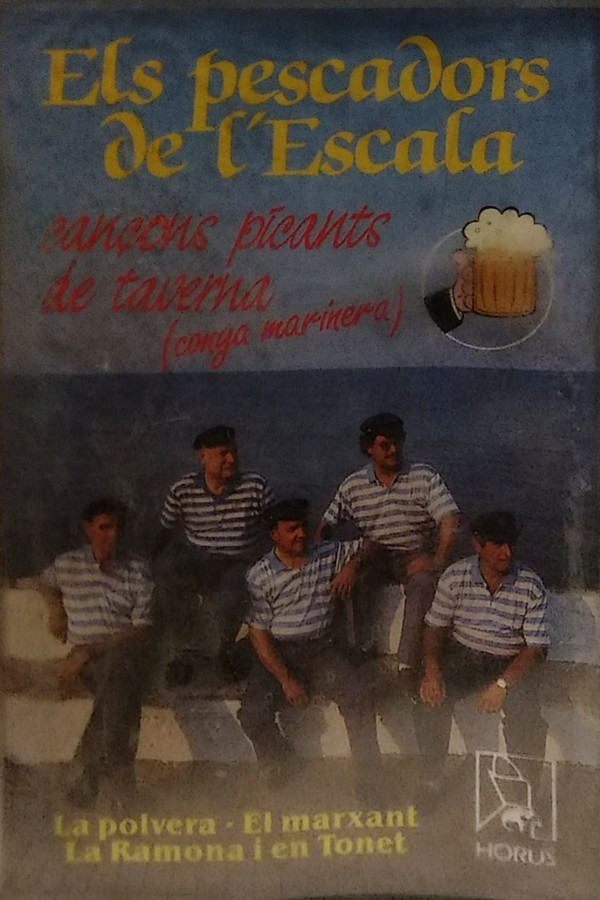 Els pescadors
de l'Escala
cançons picants
de taverna
(conya marinera)
La polvera - El marxant
La Ramona i en Tonet
HORUS